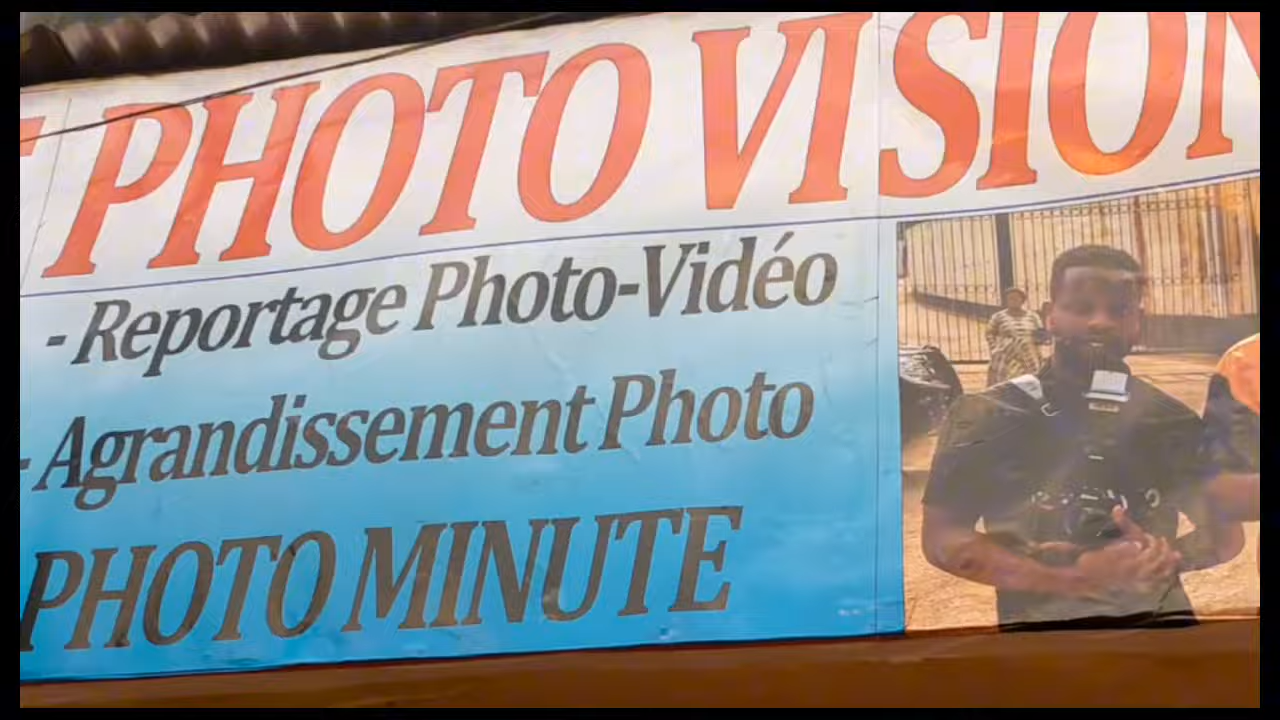 PHOTO VISION
- Reportage Photo-Vidéo
- Agrandissement Photo
PHOTO MINUTE